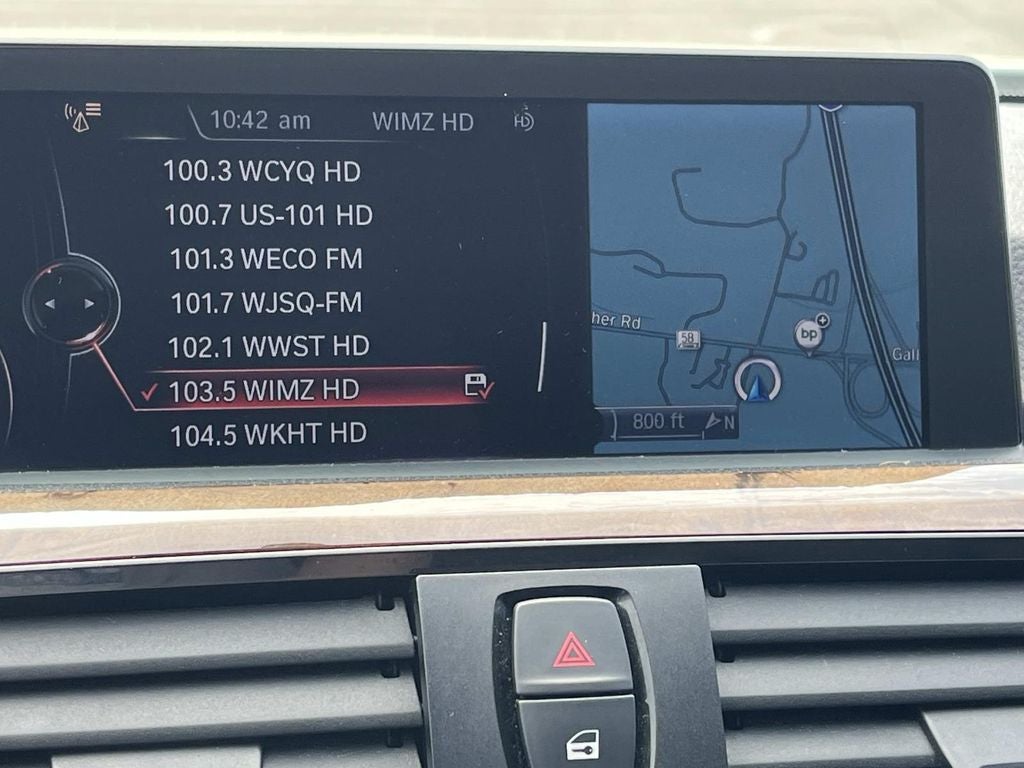 10:42 am WIMZ HD HD
100.3 WCYQ HD
100.7 US-101 HD
101.3 WECO FM
101.7 WJSQ-FM
102.1 WWST HD
103.5 WIMZ HD
104.5 WKHT HD
her Rd
58
bp
Gall
800 ft N